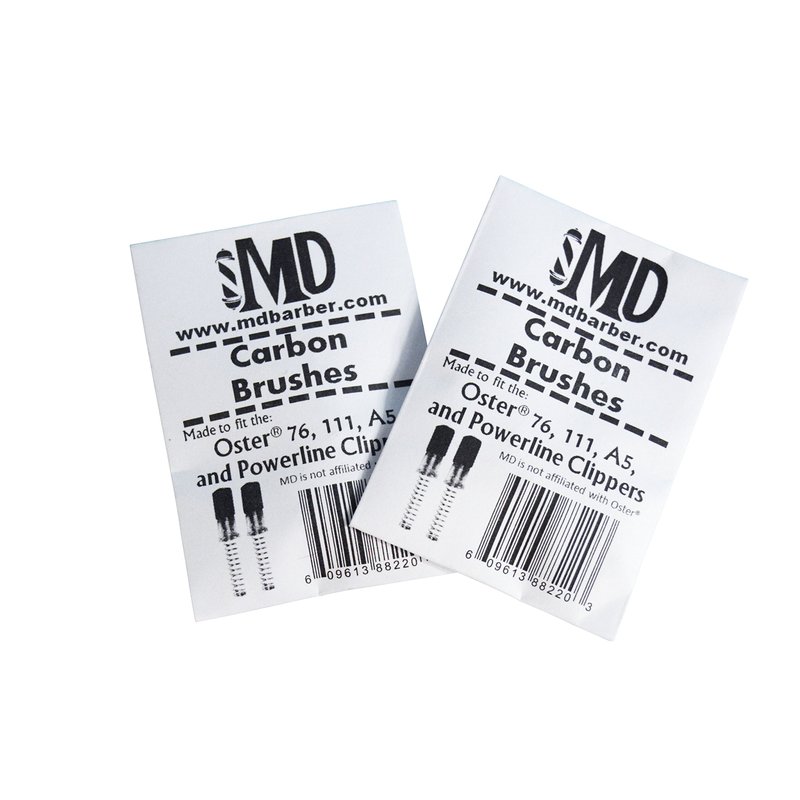 MD
www.mdbarber.com
Carbon
Brushes
Made to fit the:
Oster® 76, 111, A5,
and Powerline Clip
MD is not affiliated
6 09613 88220
MD
www.mdbarber.com
Carbon
Brushes
Made to fit the:
Oster® 76, 111, A5,
and Powerline Clippers
MD is not affiliated with Oster®
6 09613 88220 3